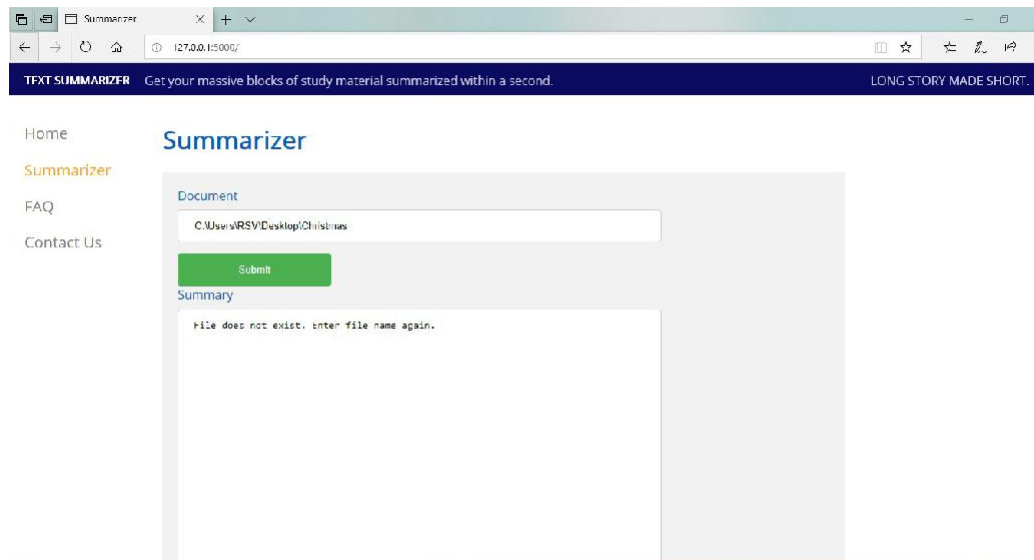 Summarizer
127.0.0.1:5000/
TEXT SUMMARIZER Get your massive blocks of study material summarized within a second. LONG STORY MADE SHORT.
Home
Summarizer
Summarizer
FAQ
Contact Us
Document
C:\Users\RSV\Desktop\Christmas
Submit
Summary
File does not exist. Enter file name again.